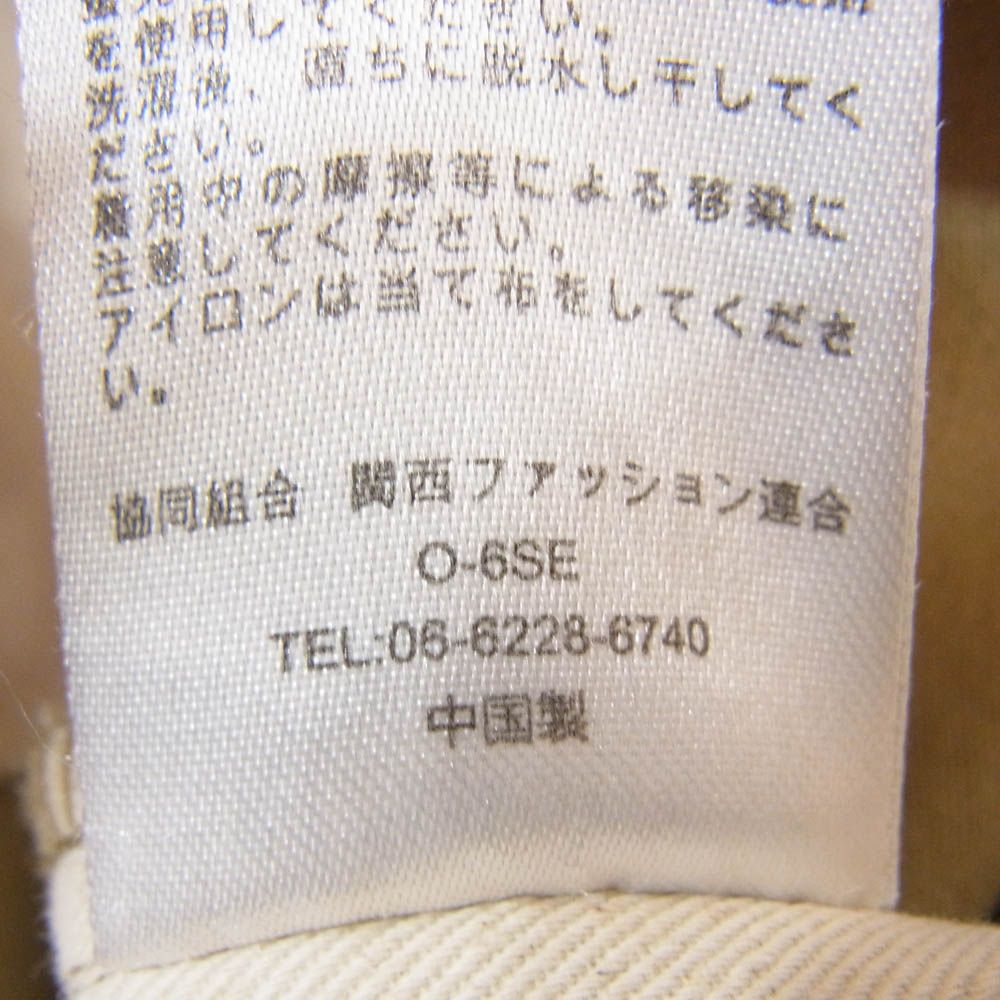 を使用してください。
洗濯後、直ちに脱水し干してく
ださい。
着用中の摩擦等による移染に
注意してください。
アイロンは当て布をしてくださ
い。
協同組合 関西ファッション連合
O-6SE
TEL:06-6228-6740
中国製